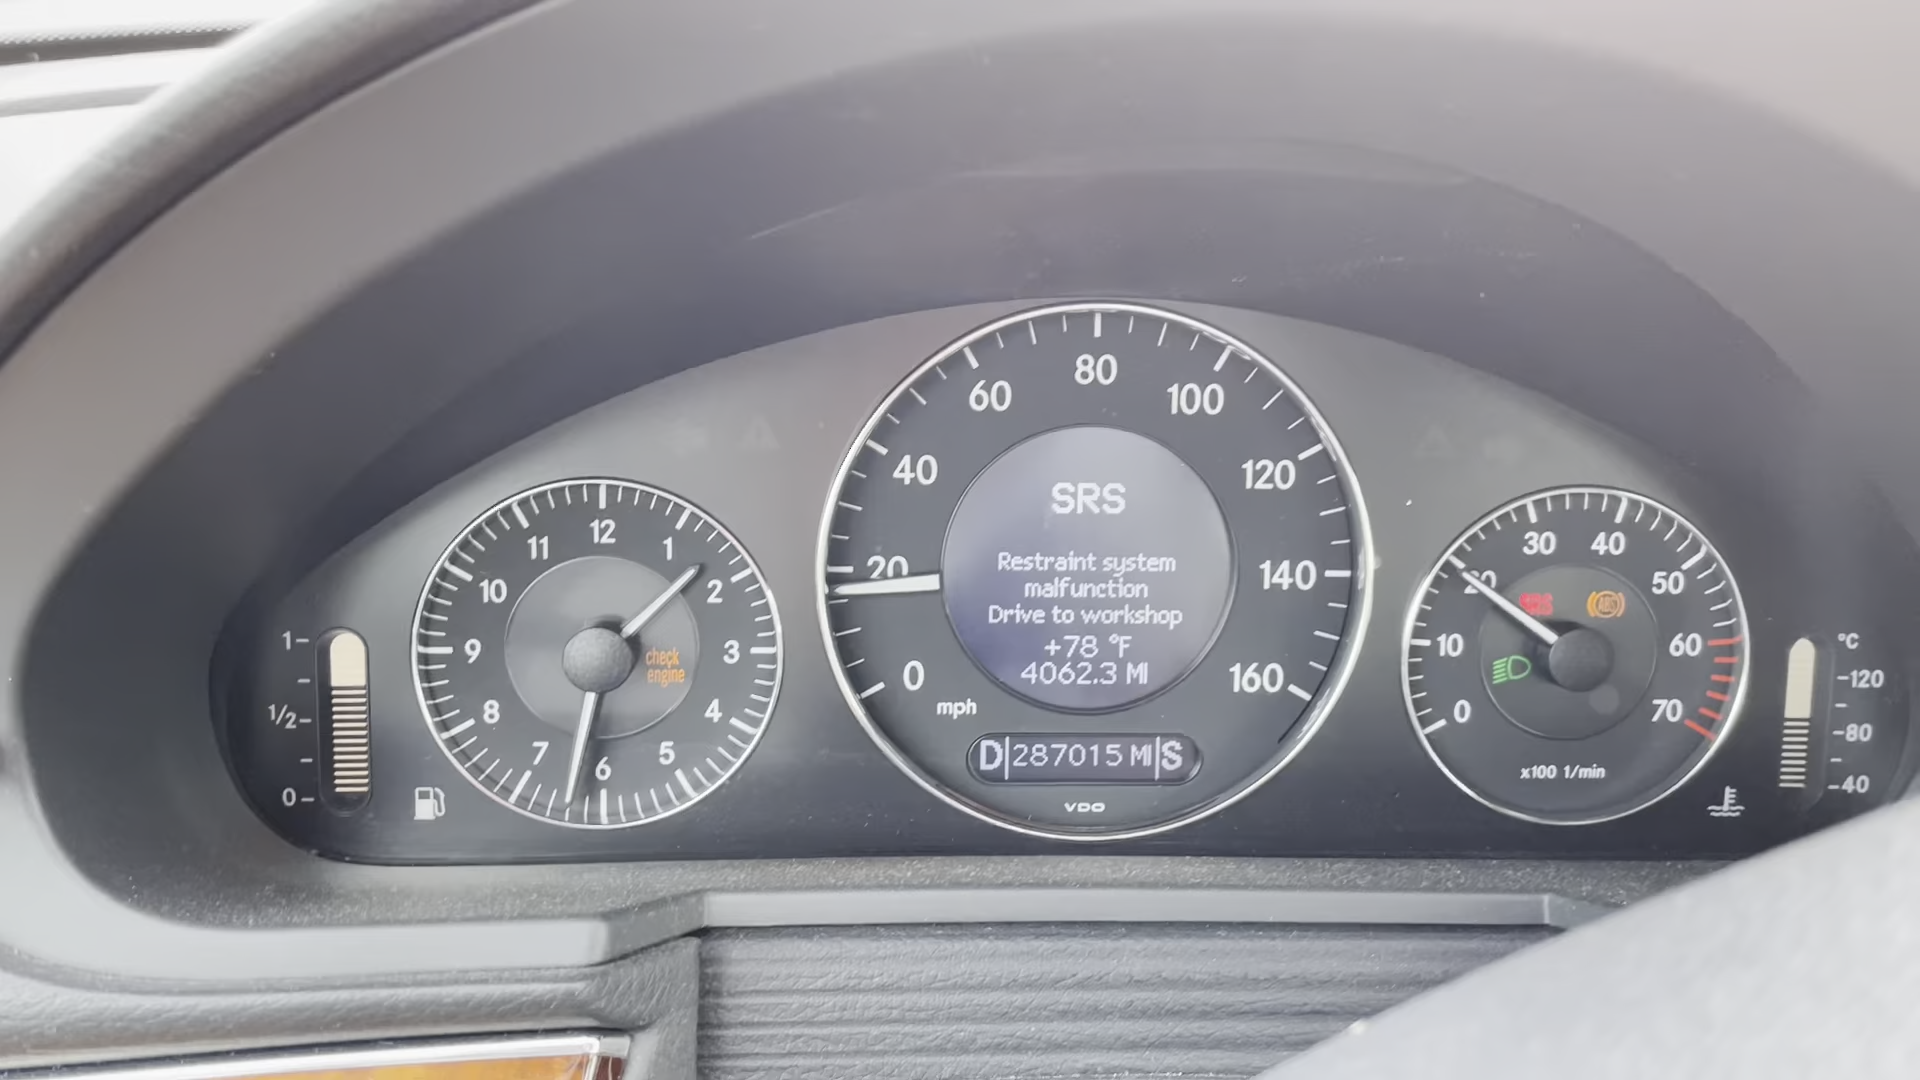 1
1/2
0
12
11
1
10
2
9
3
8
4
7
5
6
check
engine
80
60
100
40
120
20
140
0
160
mph
SRS
Restraint system
malfunction
Drive to workshop
+78 °F
4062.3 MI
D 287015 MI S
VDO
30
40
20
50
SRS
ABS
10
60
0
70
x100 1/min
°C
120
80
40